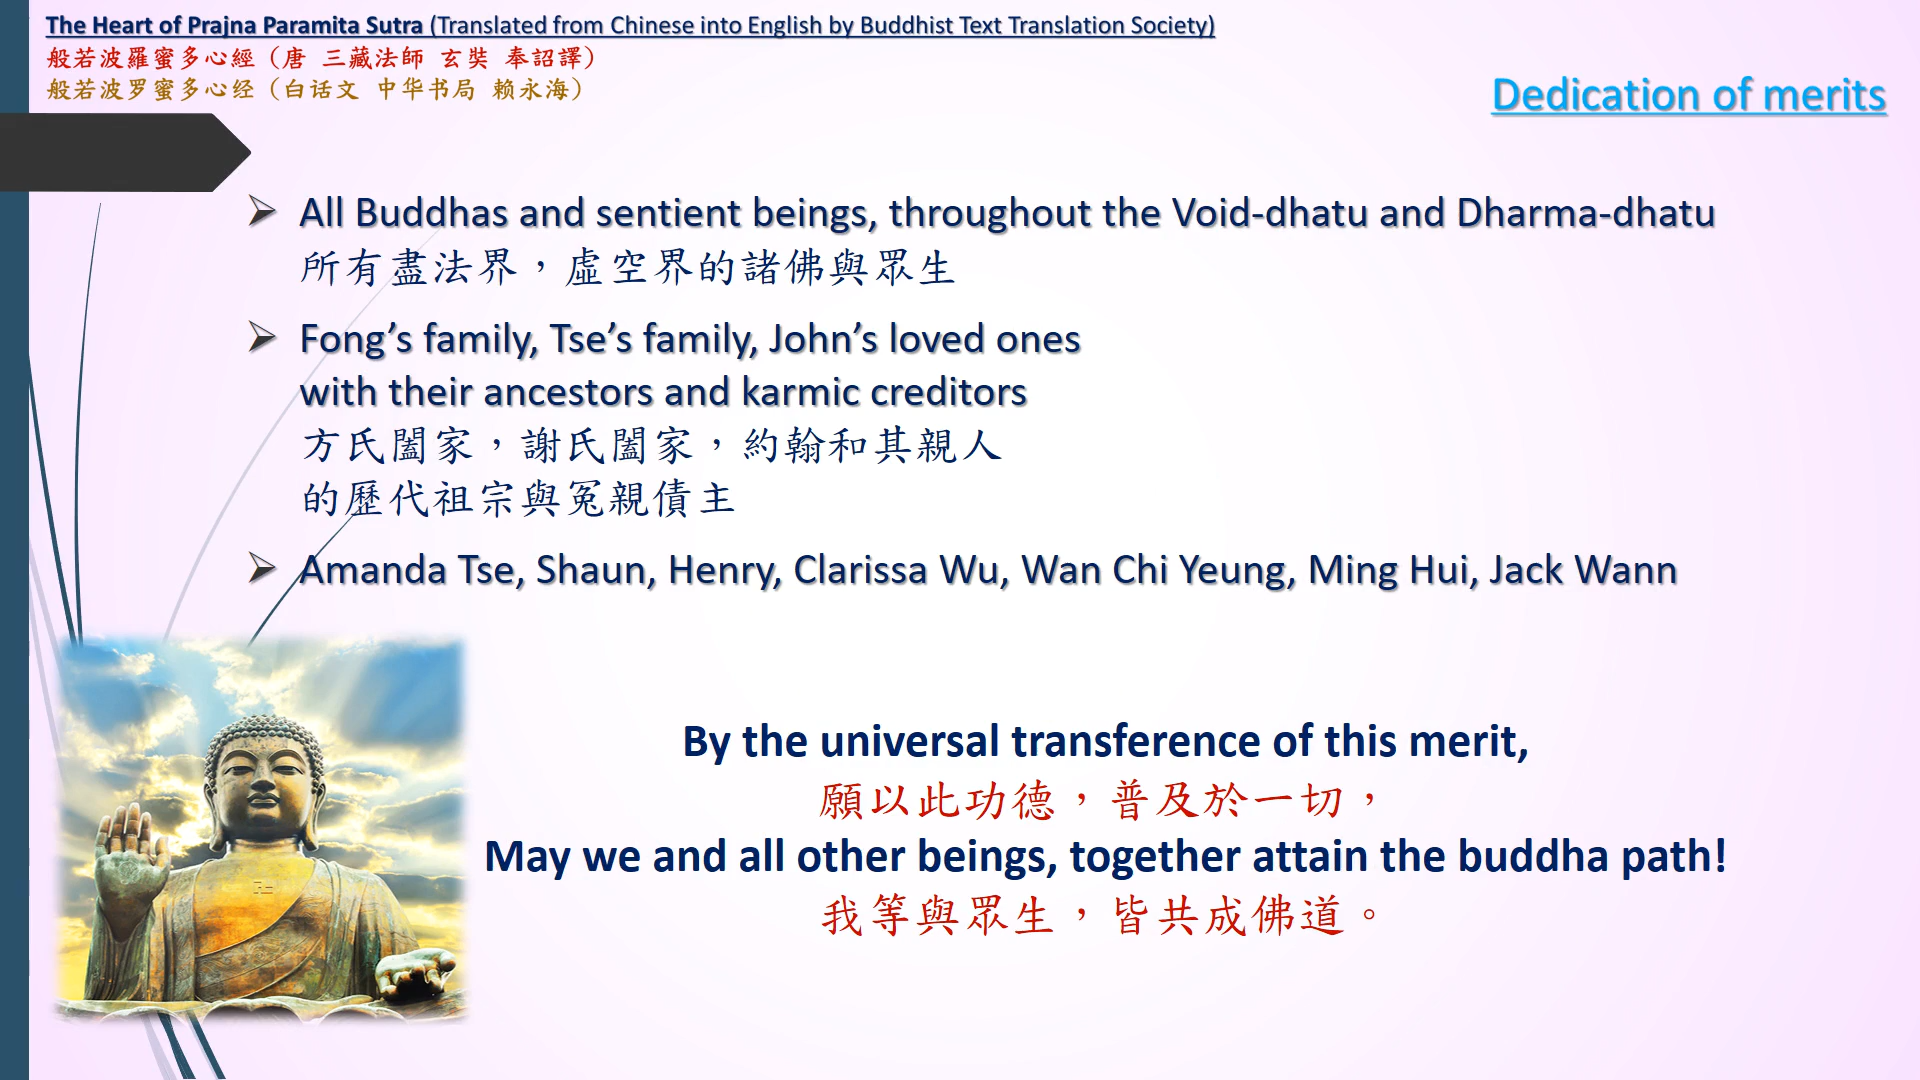 The Heart of Prajna Paramita Sutra (Translated from Chinese into English by Buddhist Text Translation Society)
般若波羅蜜多心經（唐 三藏法師 玄奘 奉詔譯）
般若波罗蜜多心经（白话文 中华书局 赖永海）
Dedication of merits
All Buddhas and sentient beings, throughout the Void-dhatu and Dharma-dhatu
所有盡法界，虛空界的諸佛與眾生
Fong’s family, Tse’s family, John’s loved ones
with their ancestors and karmic creditors
方氏闔家，謝氏闔家，約翰和其親人
的歷代祖宗與冤親債主
Amanda Tse, Shaun, Henry, Clarissa Wu, Wan Chi Yeung, Ming Hui, Jack Wann
By the universal transference of this merit,
願以此功德，普及於一切，
May we and all other beings, together attain the buddha path!
我等與眾生，皆共成佛道。